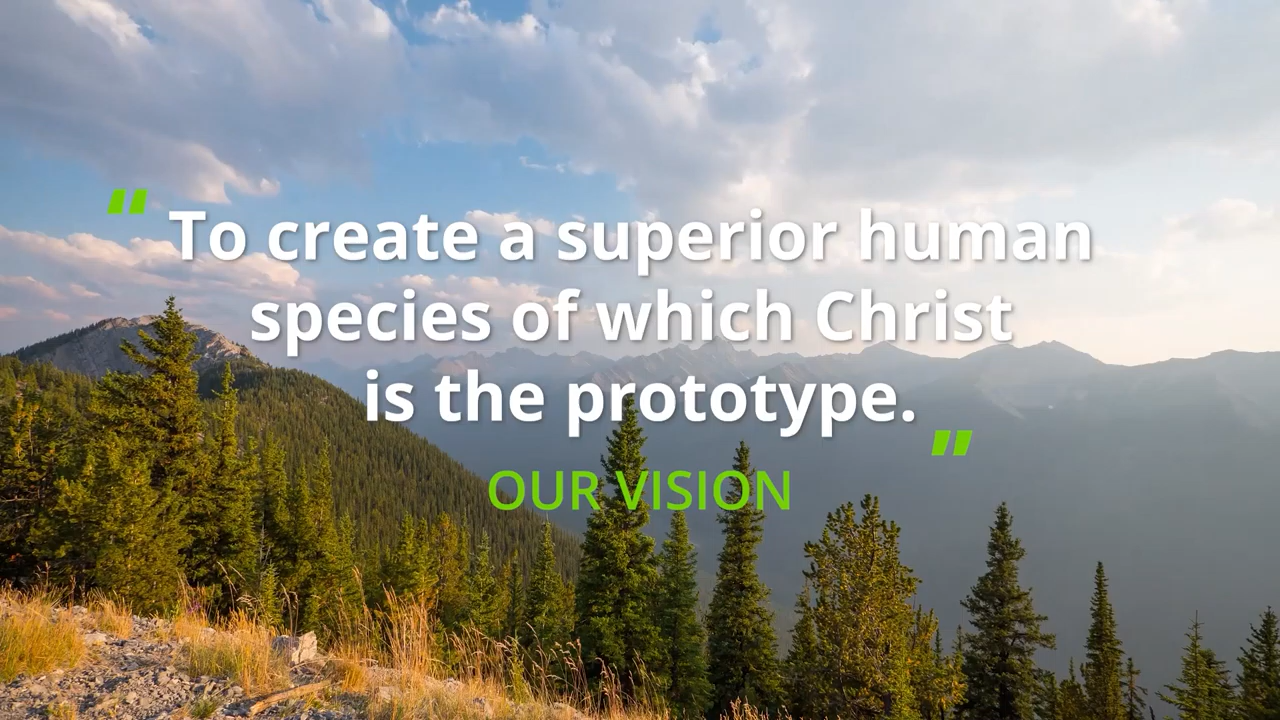 "To create a superior human
species of which Christ
is the prototype."
OUR VISION